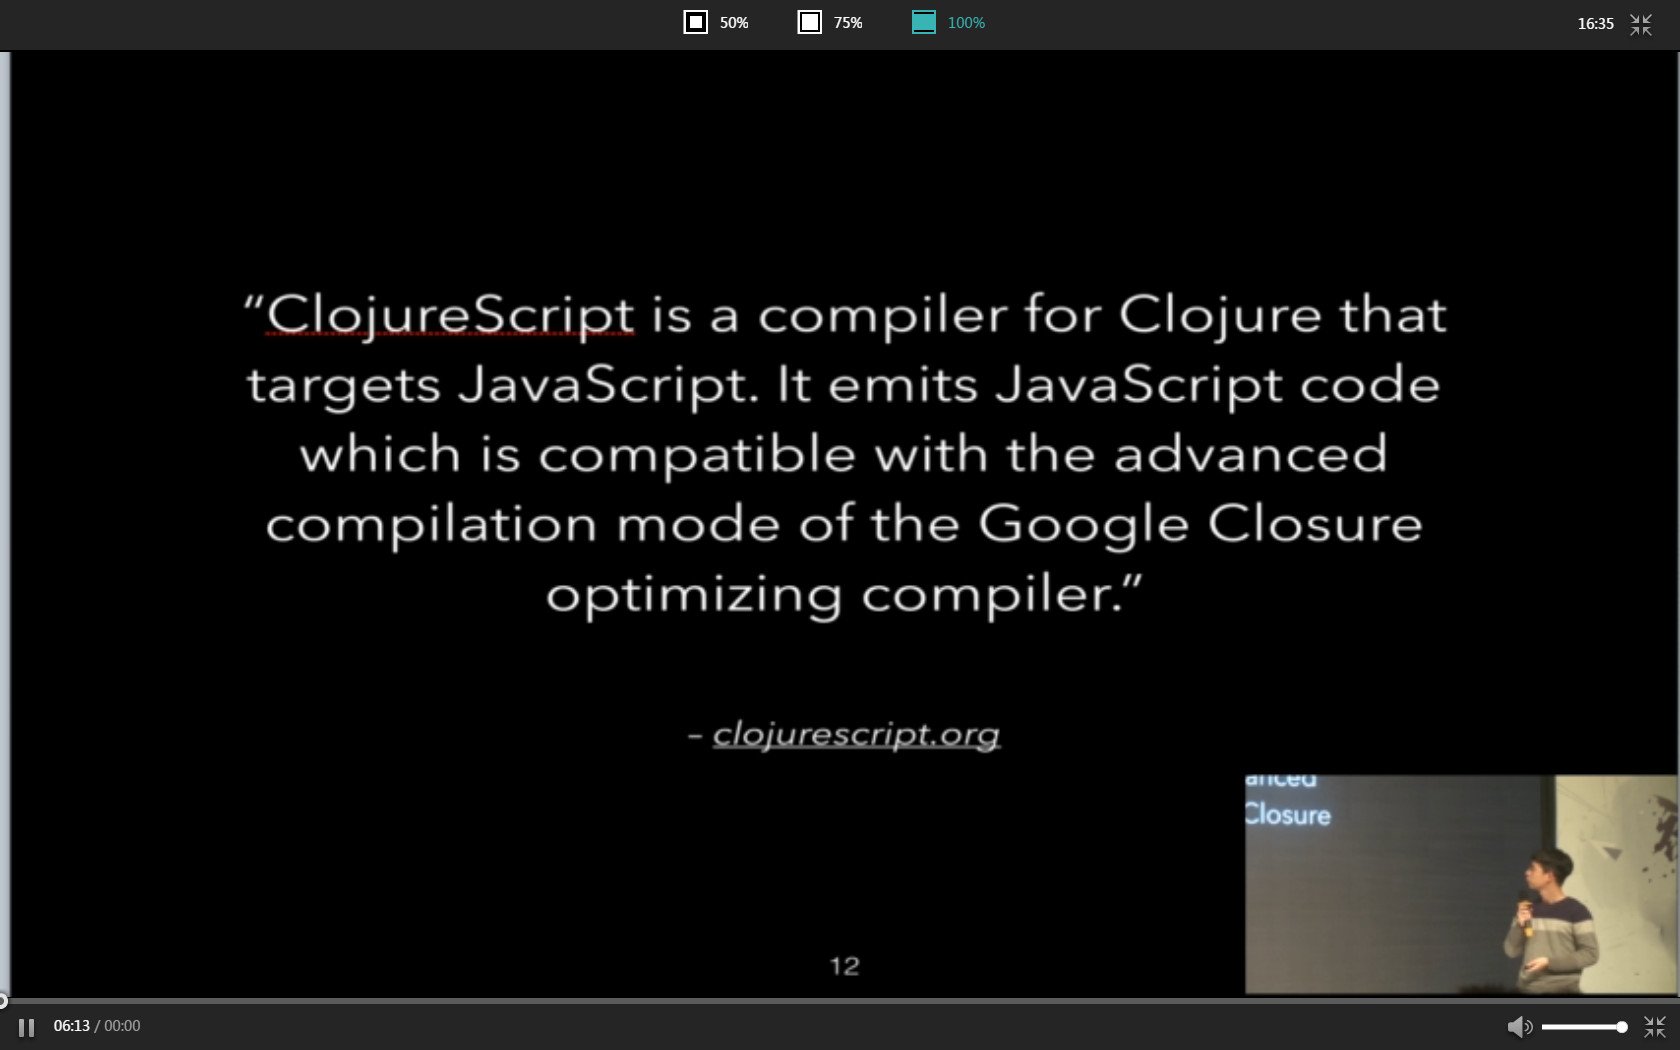 50% 75% 100% 16:35
“ClojureScript is a compiler for Clojure that
targets JavaScript. It emits JavaScript code
which is compatible with the advanced
compilation mode of the Google Closure
optimizing compiler.”
– clojurescript.org
anced
Closure
12
06:13 / 00:00